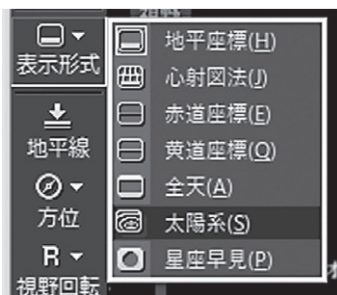 表示形式
地平線
方位
R
視野回転
地平座標(H)
心射図法(J)
赤道座標(E)
黄道座標(Q)
全天(A)
太陽系(S)
星座早見(P)